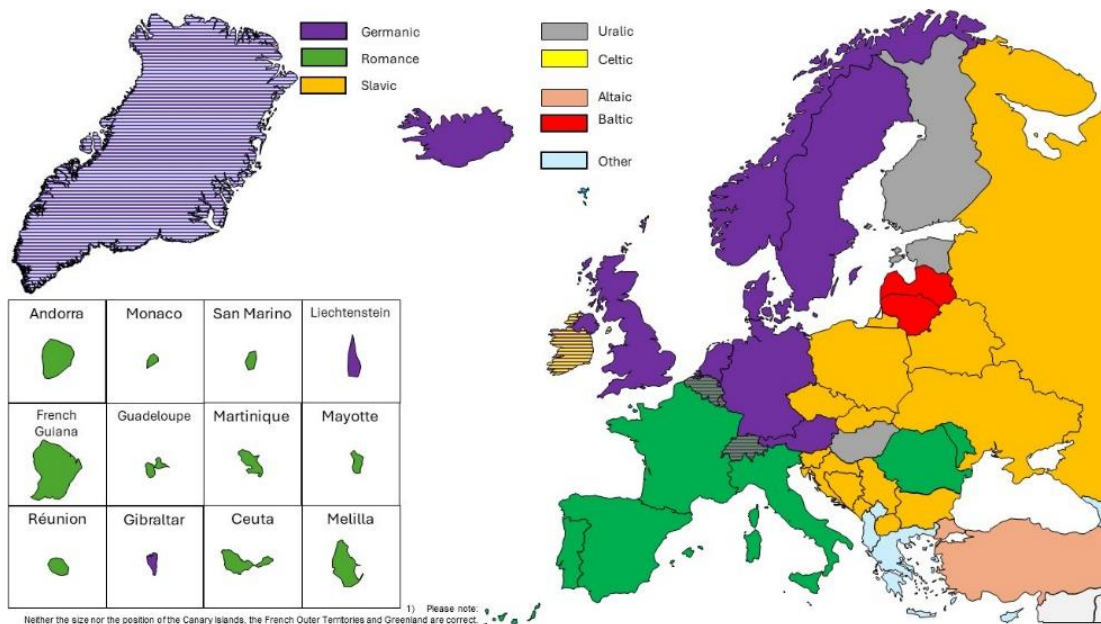 Germanic
Romance
Slavic
Uralic
Celtic
Altaic
Baltic
Other
Andorra
Monaco
San Marino
Liechtenstein
French
Guiana
Guadeloupe
Martinique
Mayotte
Réunion
Gibraltar
Ceuta
Melilla
1) Please note:
Neither the size nor the position of the Canary Islands, the French Outer Territories and Greenland are correct.